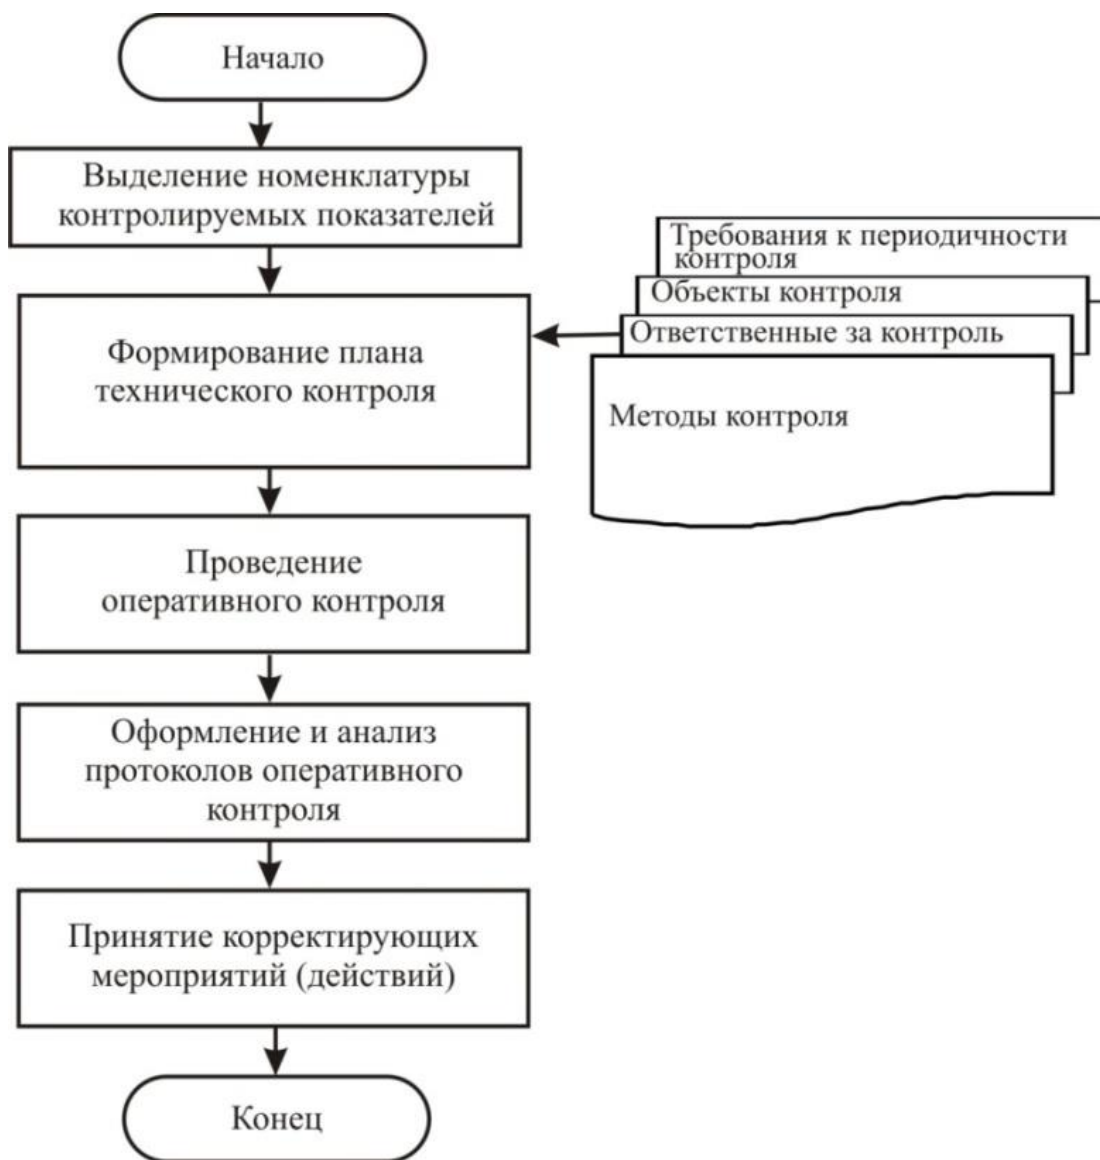 Начало
Выделение номенклатуры
контролируемых показателей
Требования к периодичности
контроля
Объекты контроля
Ответственные за контроль
Методы контроля
Формирование плана
технического контроля
Проведение
оперативного контроля
Оформление и анализ
протоколов оперативного
контроля
Принятие корректирующих
мероприятий (действий)
Конец